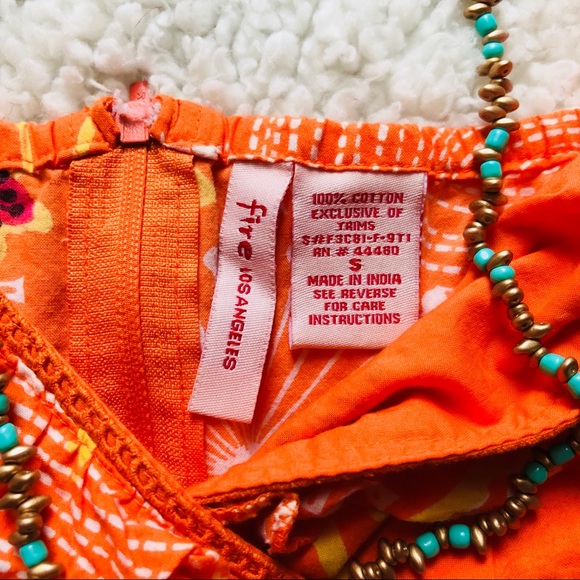 fire LOS ANGELES
100% COTTON
EXCLUSIVE OF
TRIMS
S#F3C81-F-9T1
RN # 44480
S
MADE IN INDIA
SEE REVERSE
FOR CARE
INSTRUCTIONS